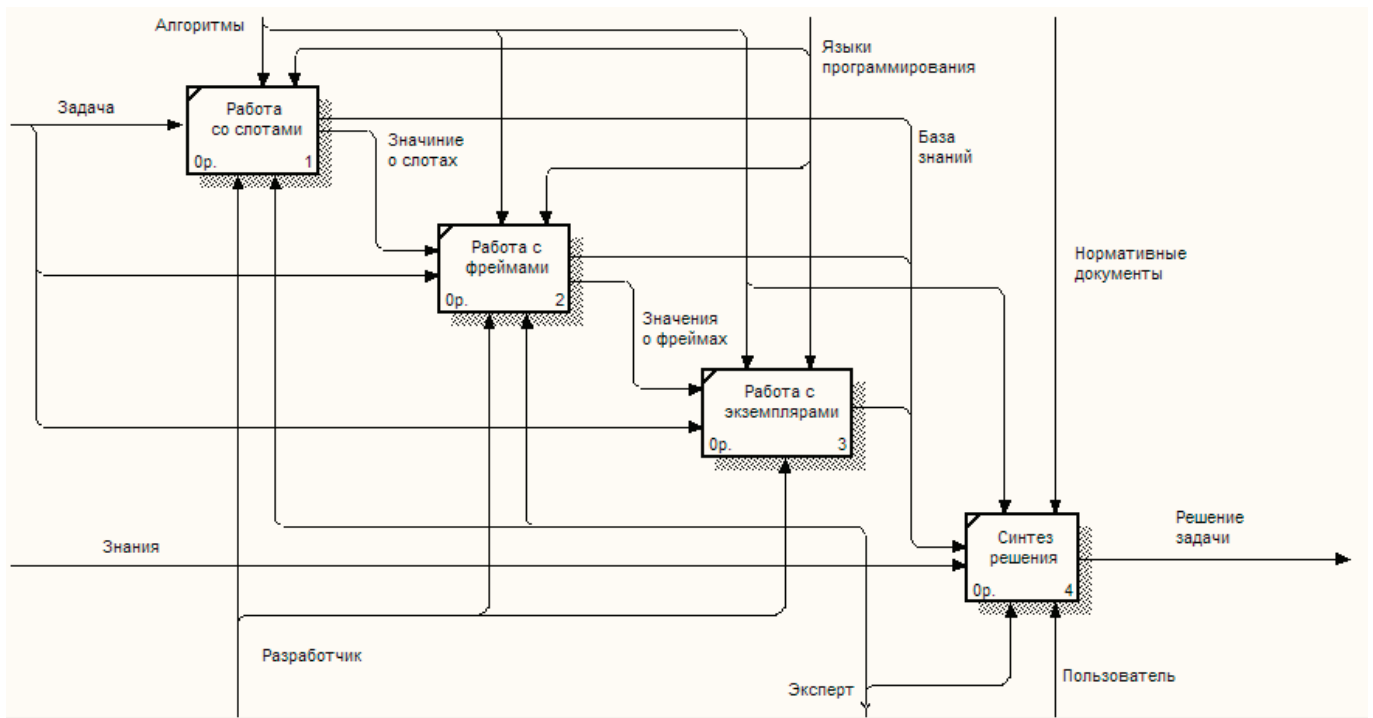 Алгоритмы
Языки
программирования
Задача
Работа
со слотами
0р. 1
Значиние
о слотах
База
знаний
Работа с
фреймами
0р. 2
Нормативные
документы
Значения
о фреймах
Работа с
экземплярами
0р. 3
Знания
Решение
задачи
Синтез
решения
0р. 4
Разработчик
Эксперт
Пользователь